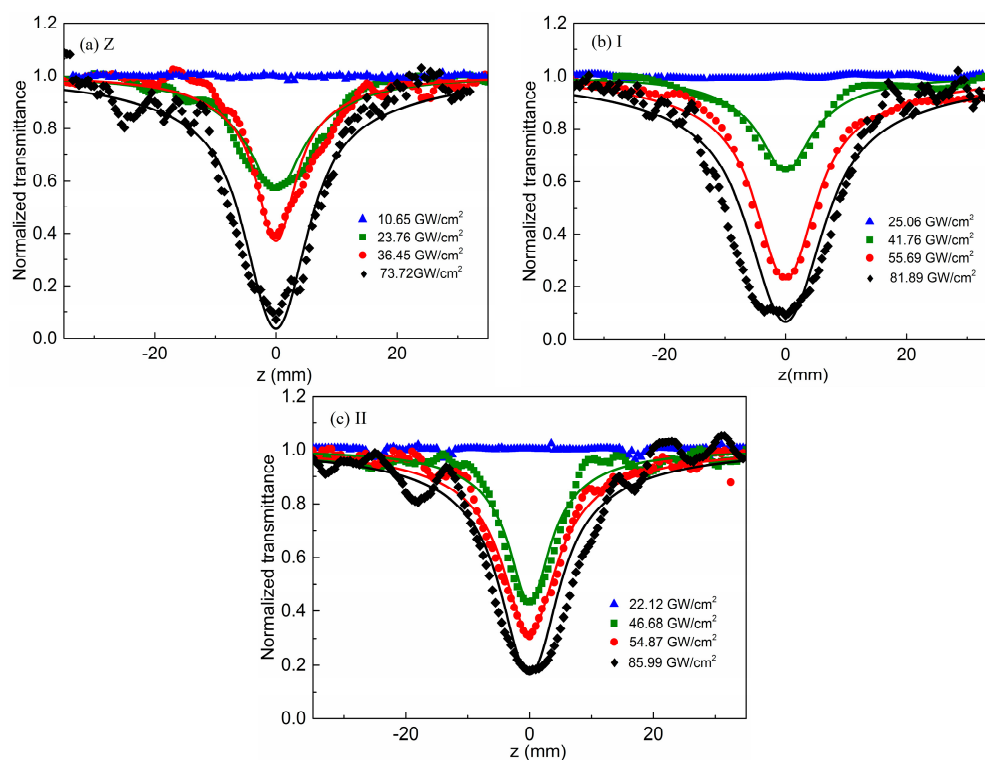 (a) Z
Normalized transmittance
1.2
1.0
0.8
0.6
0.4
0.2
0.0
10.65 GW/cm²
23.76 GW/cm²
36.45 GW/cm²
73.72GW/cm²
-20 0 20
z (mm)
(b) I
Normalized transmittance
1.2
1.0
0.8
0.6
0.4
0.2
0.0
25.06 GW/cm²
41.76 GW/cm²
55.69 GW/cm²
81.89 GW/cm²
-20 0 20
z(mm)
(c) II
Normalized transmittance
1.2
1.0
0.8
0.6
0.4
0.2
0.0
22.12 GW/cm²
46.68 GW/cm²
54.87 GW/cm²
85.99 GW/cm²
-20 0 20
z (mm)